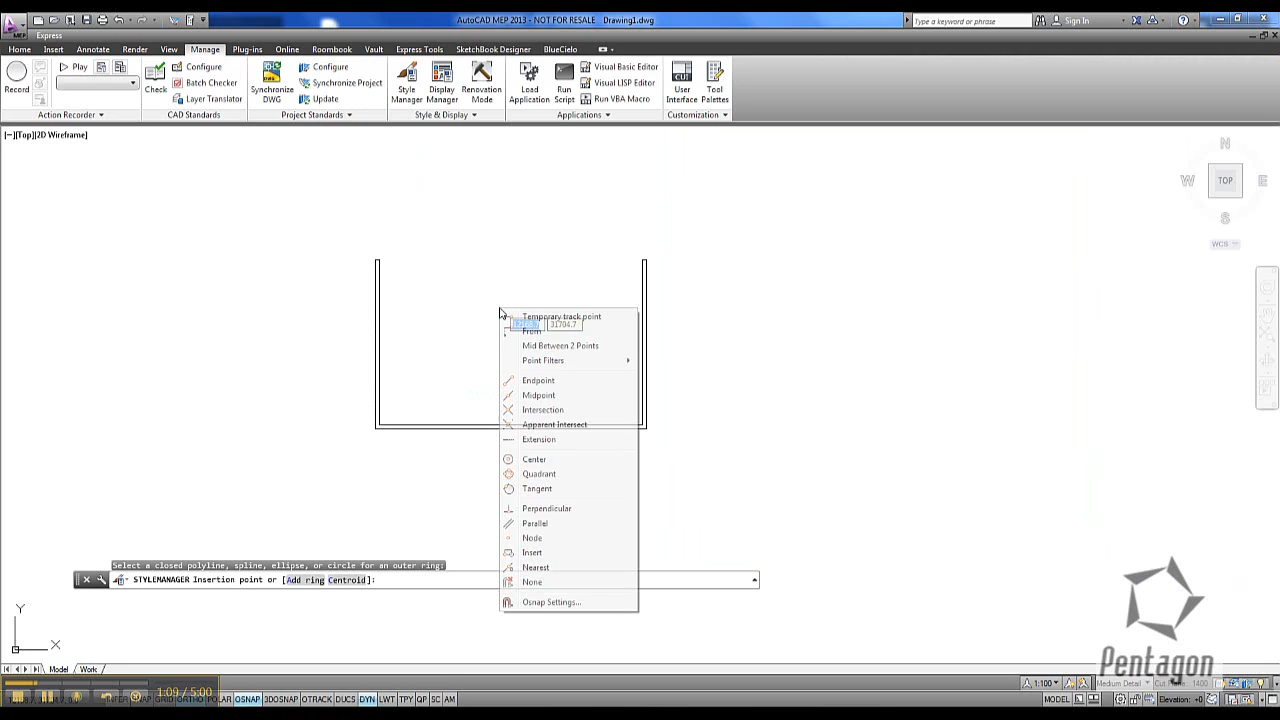 AutoCAD MEP 2013 - NOT FOR RESALE Drawing1.dwg
Type a keyword or phrase
Sign In
Express
Home Insert Annotate Render View Manage Plug-ins Online Roombook Vault Express Tools SketchBook Designer BlueCielo
Record
Play
Action Recorder
Check
Configure
Batch Checker
Layer Translator
CAD Standards
Synchronize
DWG
Configure
Synchronize Project
Update
Project Standards
Style
Manager
Display
Manager
Renovation
Mode
Style & Display
Load
Application
Run
Script
Visual Basic Editor
Visual LISP Editor
Run VBA Macro
Applications
User
Interface
Tool
Palettes
Customization
[−][Top][2D Wireframe]
N
W TOP E
S
WCS
Temporary track point
31704.7
From
Mid Between 2 Points
Point Filters
Endpoint
Midpoint
Intersection
Apparent Intersect
Extension
Center
Quadrant
Tangent
Perpendicular
Parallel
Node
Insert
Nearest
None
Osnap Settings...
Select a closed polyline, spline, ellipse, or circle for an outer ring:
STYLEMANAGER Insertion point or [Add ring Centroid]:
Y
X
Pentagon
Model Work
1:100 Medium Detail Cut Plane: 1400
1:09 / 5:00
INFER SNAP GRID ORTHO POLAR OSNAP 3DOSNAP OTRACK DUCS DYN LWT TPY QP SC AM
MODEL
Elevation: +0